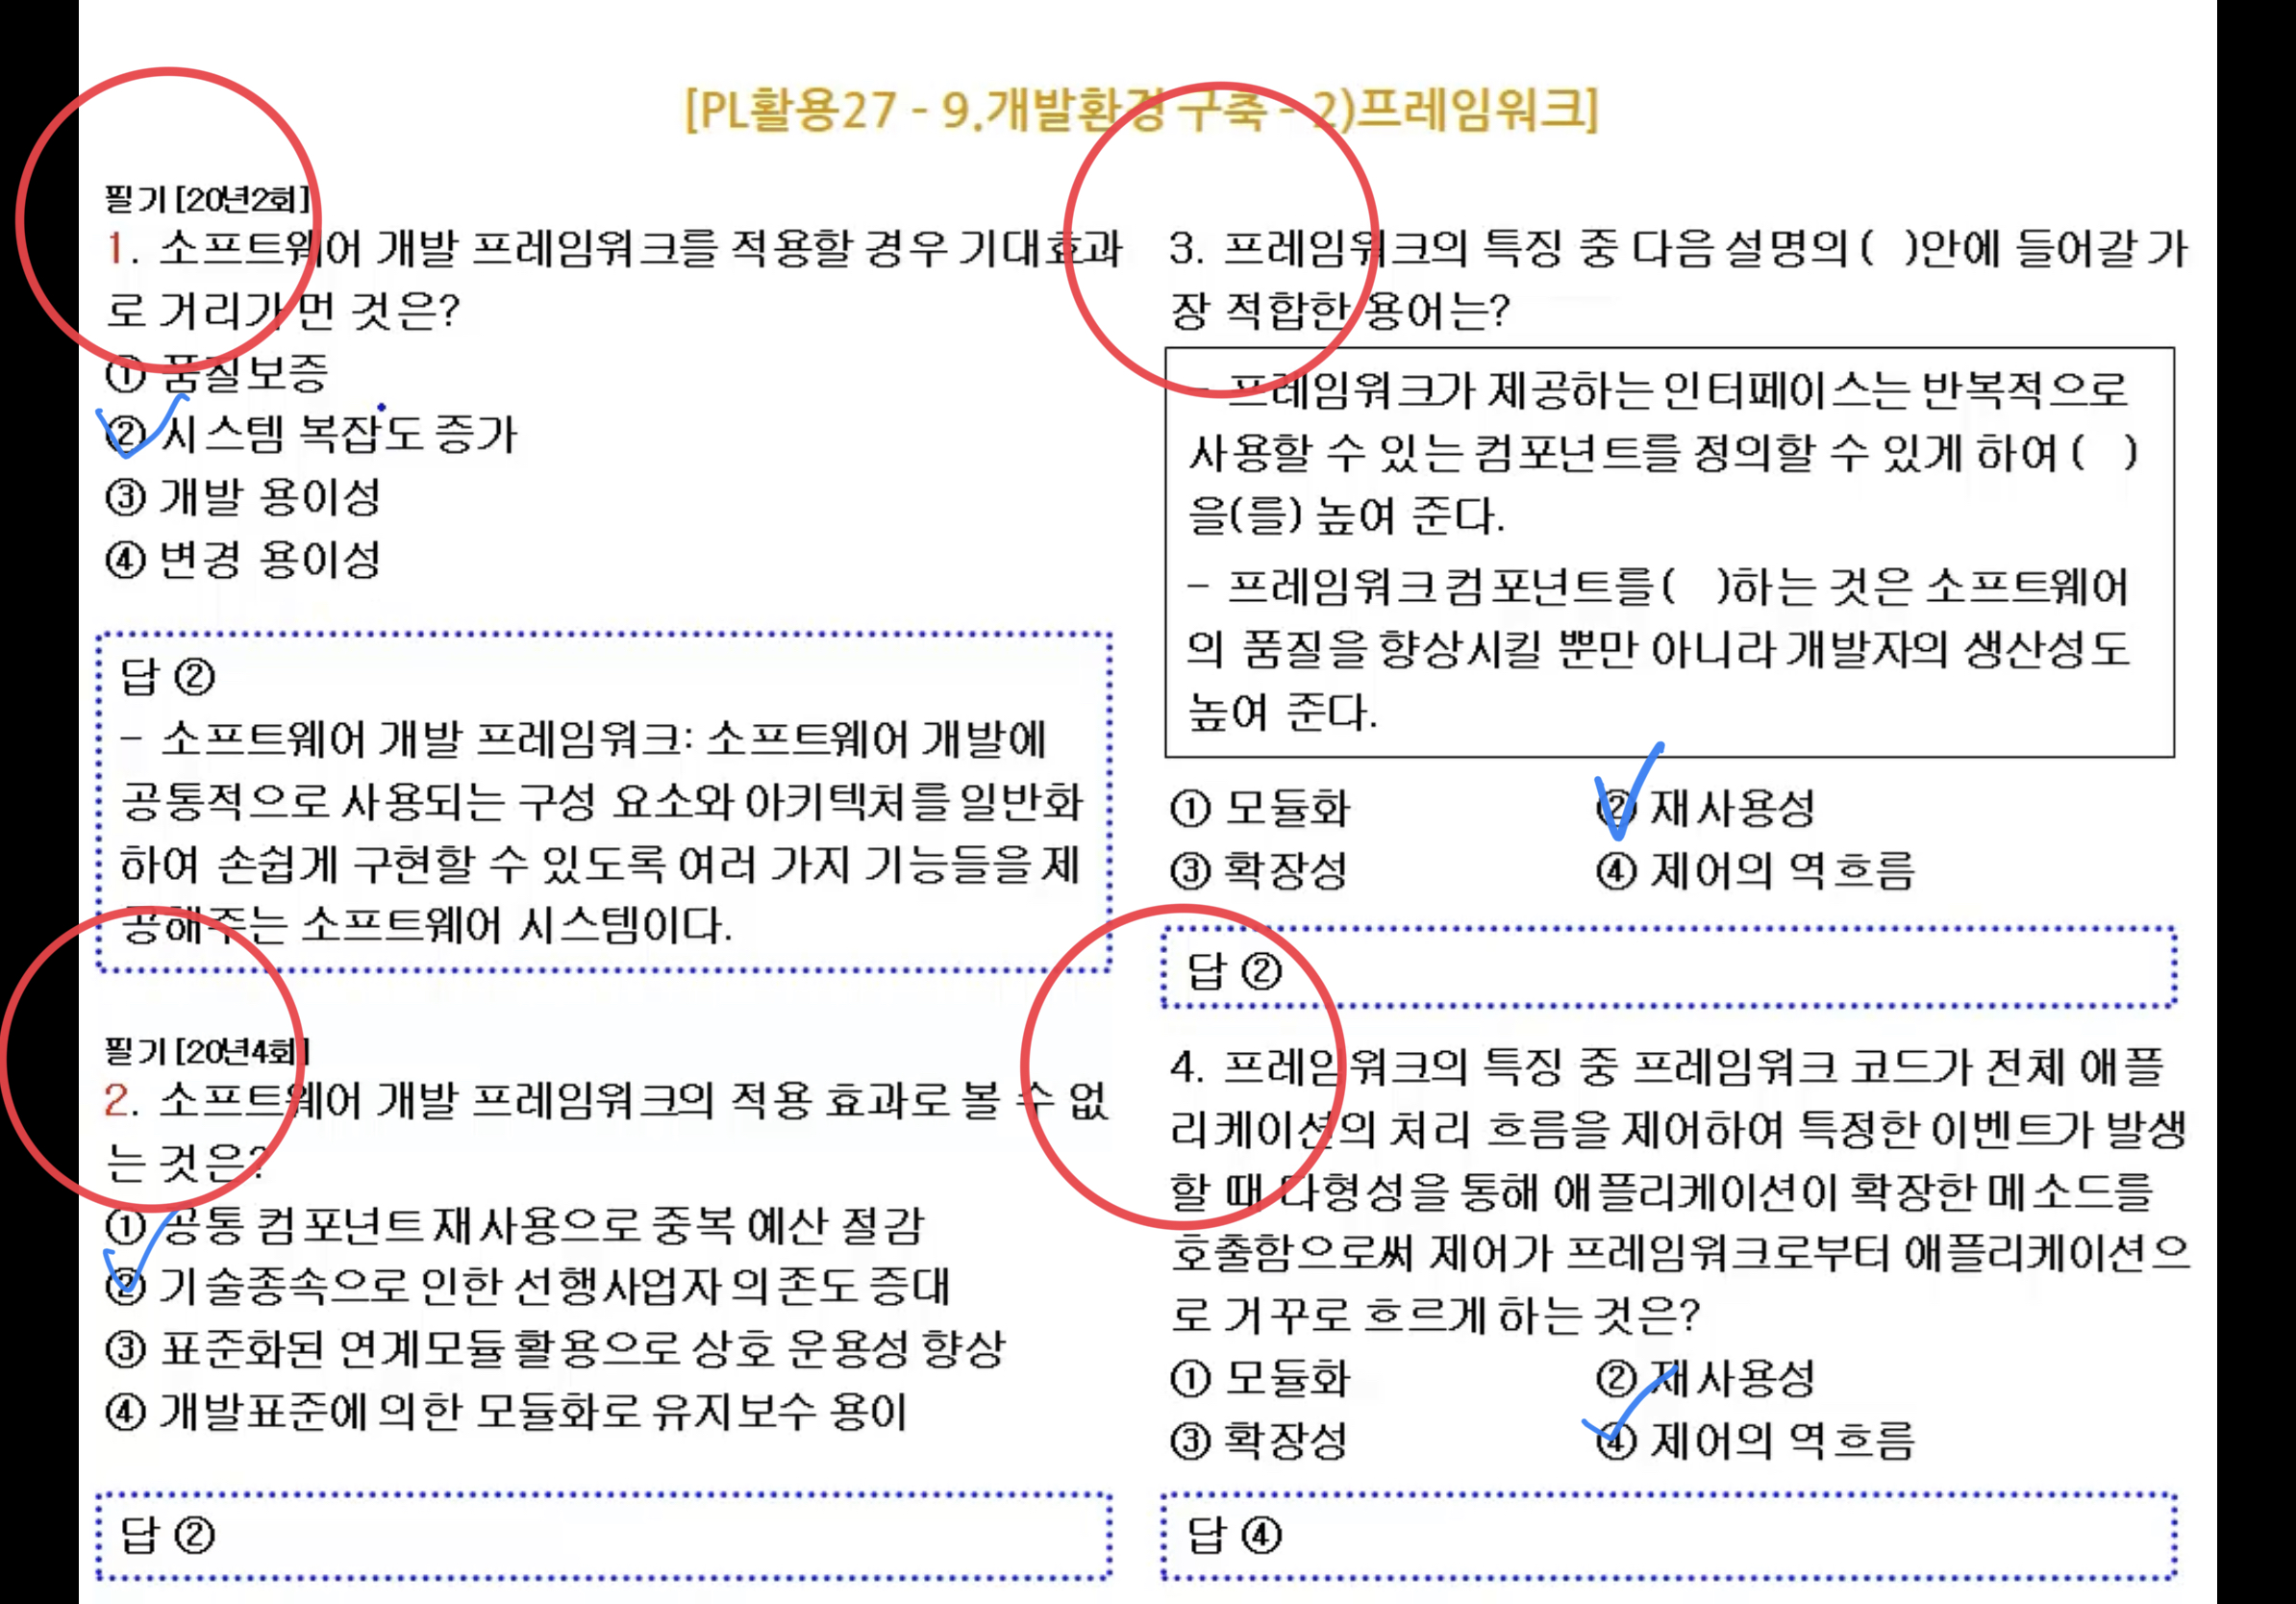 [PL활용27 - 9.개발환경 구축 - 2)프레임워크]
필기[20년2회]
1. 소프트웨어 개발 프레임워크를 적용할 경우 기대효과
로 거리가 먼 것은?
① 품질보증
② 시스템 복잡도 증가
③ 개발 용이성
④ 변경 용이성
답 ②
- 소프트웨어 개발 프레임워크: 소프트웨어 개발에
공통적으로 사용되는 구성 요소와 아키텍처를 일반화
하여 손쉽게 구현할 수 있도록 여러 가지 기능들을 제
공해주는 소프트웨어 시스템이다.
필기[20년4회]
2. 소프트웨어 개발 프레임워크의 적용 효과로 볼 수 없
는 것은?
① 공통 컴포넌트 재사용으로 중복 예산 절감
② 기술종속으로 인한 선행사업자 의존도 증대
③ 표준화된 연계모듈 활용으로 상호 운용성 향상
④ 개발표준에 의한 모듈화로 유지보수 용이
답 ②
3. 프레임워크의 특징 중 다음 설명의 ( )안에 들어갈 가
장 적합한 용어는?
- 프레임워크가 제공하는 인터페이스는 반복적으로
사용할 수 있는 컴포넌트를 정의할 수 있게 하여 ( )
을(를) 높여 준다.
- 프레임워크 컴포넌트를 ( )하는 것은 소프트웨어
의 품질을 향상시킬 뿐만 아니라 개발자의 생산성도
높여 준다.
① 모듈화 ② 재사용성
③ 확장성 ④ 제어의 역흐름
답 ②
4. 프레임워크의 특징 중 프레임워크 코드가 전체 애플
리케이션의 처리 흐름을 제어하여 특정한 이벤트가 발생
할 때 다형성을 통해 애플리케이션이 확장한 메소드를
호출함으로써 제어가 프레임워크로부터 애플리케이션으
로 거꾸로 흐르게 하는 것은?
① 모듈화 ② 재사용성
③ 확장성 ④ 제어의 역흐름
답 ④